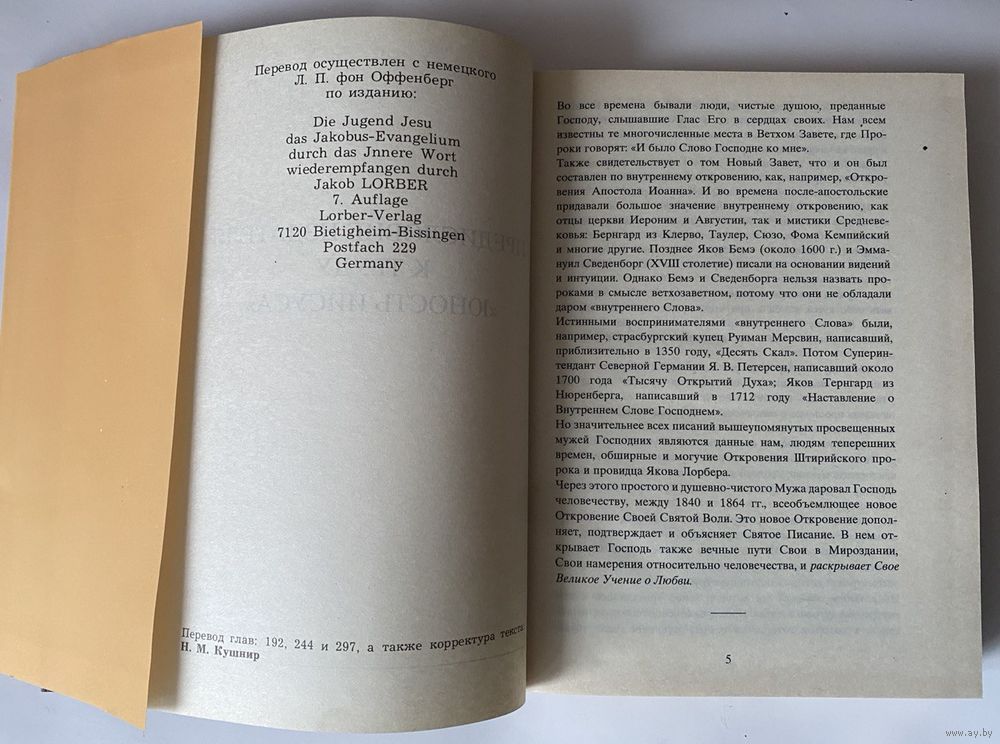 Перевод осуществлен с немецкого
Л. П. фон Оффенберг
по изданию:
Die Jugend Jesu
das Jakobus-Evangelium
durch das Jnnere Wort
wiederempfangen durch
Jakob LORBER
7. Auflage
Lorber-Verlag
7120 Bietigheim-Bissingen
Postfach 229
Germany
Перевод глав: 192, 244 и 297, а также корректура текста:
Н. М. Кушнир
Во все времена бывали люди, чистые душою, преданные
Господу, слышавшие Глас Его в сердцах своих. Нам всем
известны те многочисленные места в Ветхом Завете, где Про-
роки говорят: «И было Слово Господне ко мне».
Также свидетельствует о том Новый Завет, что и он был
составлен по внутреннему откровению, как, например, «Откро-
вения Апостола Иоанна». И во времена после-апостольские
придавали большое значение внутреннему откровению, как
отцы церкви Иероним и Августин, так и мистики Средневе-
ковья: Бернгард из Клерво, Таулер, Сюзо, Фома Кемпийский
и многие другие. Позднее Яков Бемэ (около 1600 г.) и Эмма-
нуил Сведенборг (XVIII столетие) писали на основании видений
и интуиции. Однако Бемэ и Сведенборга нельзя назвать про-
роками в смысле ветхозаветном, потому что они не обладали
даром «внутреннего Слова».
Истинными воспринимателями «внутреннего Слова» были,
например, страсбургский купец Руиман Мерсвин, написавший,
приблизительно в 1350 году, «Десять Скал». Потом Суперин-
тендант Северной Германии Я. В. Петерсен, написавший около
1700 года «Тысячу Открытий Духа»; Яков Тернгард из
Нюренберга, написавший в 1712 году «Наставление о
Внутреннем Слове Господнем».
Но значительнее всех писаний вышеупомянутых просвещенных
мужей Господних являются данные нам, людям теперешних
времен, обширные и могучие Откровения Штирийского про-
рока и провидца Якова Лорбера.
Через этого простого и душевно-чистого Мужа даровал Господь
человечеству, между 1840 и 1864 гг., всеобъемлющее новое
Откровение Своей Святой Воли. Это новое Откровение допол-
няет, подтверждает и объясняет Святое Писание. В нем от-
крывает Господь также вечные пути Свои в Мироздании,
Свои намерения относительно человечества, и раскрывает Свое
Великое Учение о Любви.
5
www.ay.by